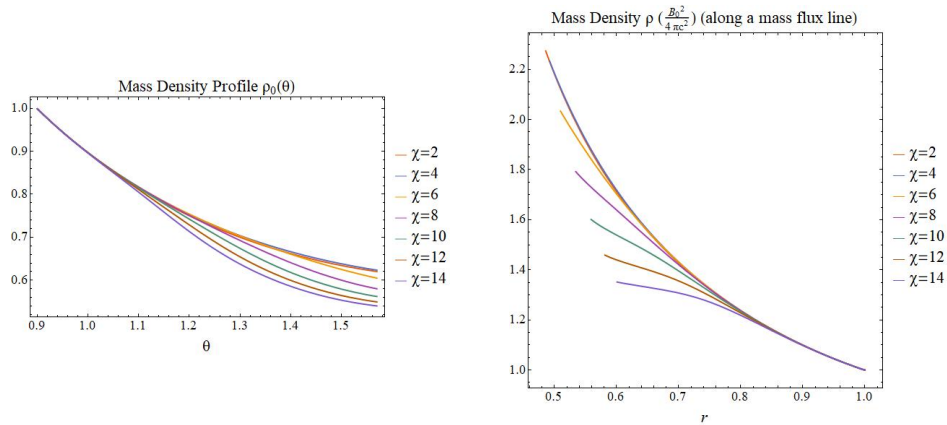 Mass Density Profile ρ₀(θ)
1.0
0.9
0.8
0.7
0.6
0.9 1.0 1.1 1.2 1.3 1.4 1.5
θ
χ=2
χ=4
χ=6
χ=8
χ=10
χ=12
χ=14
Mass Density ρ (B₀²/4 πc²) (along a mass flux line)
2.2
2.0
1.8
1.6
1.4
1.2
1.0
0.5 0.6 0.7 0.8 0.9 1.0
r
χ=2
χ=4
χ=6
χ=8
χ=10
χ=12
χ=14